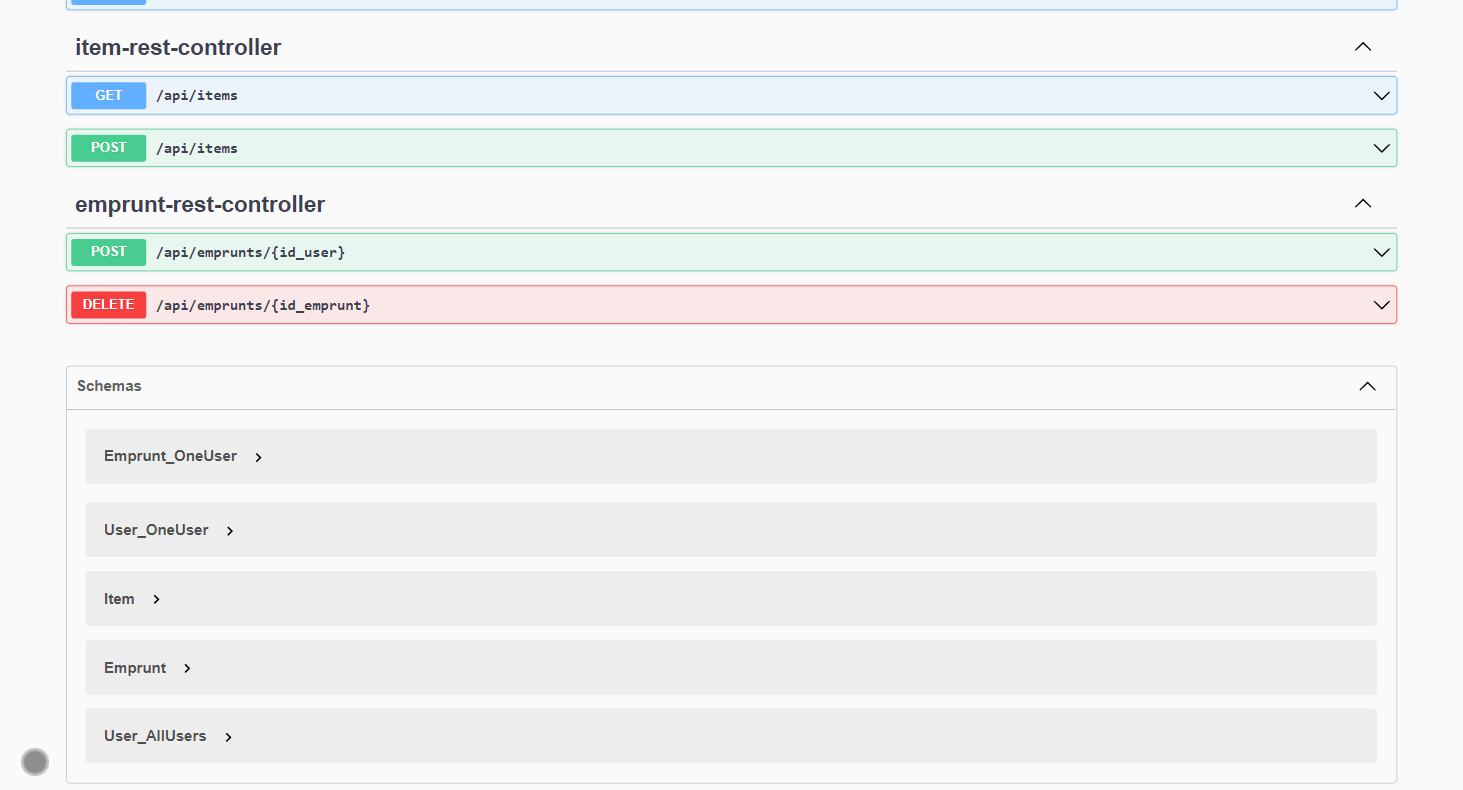 item-rest-controller
GET /api/items
POST /api/items
emprunt-rest-controller
POST /api/emprunts/{id_user}
DELETE /api/emprunts/{id_emprunt}
Schemas
Emprunt_OneUser
User_OneUser
Item
Emprunt
User_AllUsers